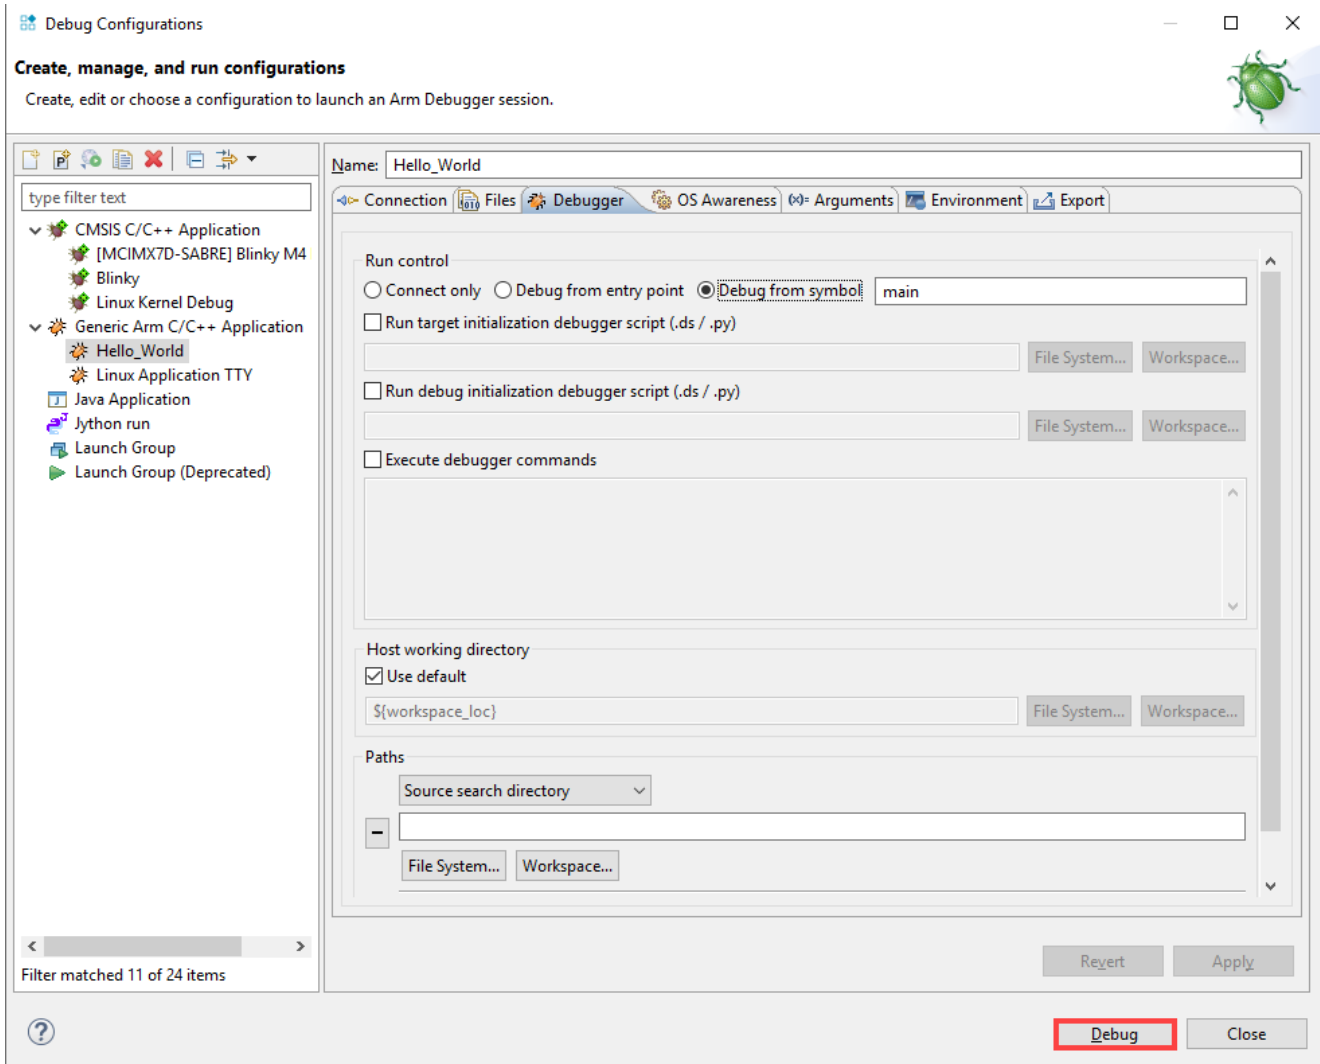 Debug Configurations
Create, manage, and run configurations
Create, edit or choose a configuration to launch an Arm Debugger session.
type filter text
CMSIS C/C++ Application
[MCIMX7D-SABRE] Blinky M4
Blinky
Linux Kernel Debug
Generic Arm C/C++ Application
Hello_World
Linux Application TTY
Java Application
Jython run
Launch Group
Launch Group (Deprecated)
Filter matched 11 of 24 items
Name: Hello_World
Connection Files Debugger OS Awareness (x)= Arguments Environment Export
Run control
Connect only Debug from entry point Debug from symbol main
Run target initialization debugger script (.ds / .py)
File System... Workspace...
Run debug initialization debugger script (.ds / .py)
File System... Workspace...
Execute debugger commands
Host working directory
Use default
${workspace_loc} File System... Workspace...
Paths
Source search directory
File System... Workspace...
Revert Apply
Debug Close